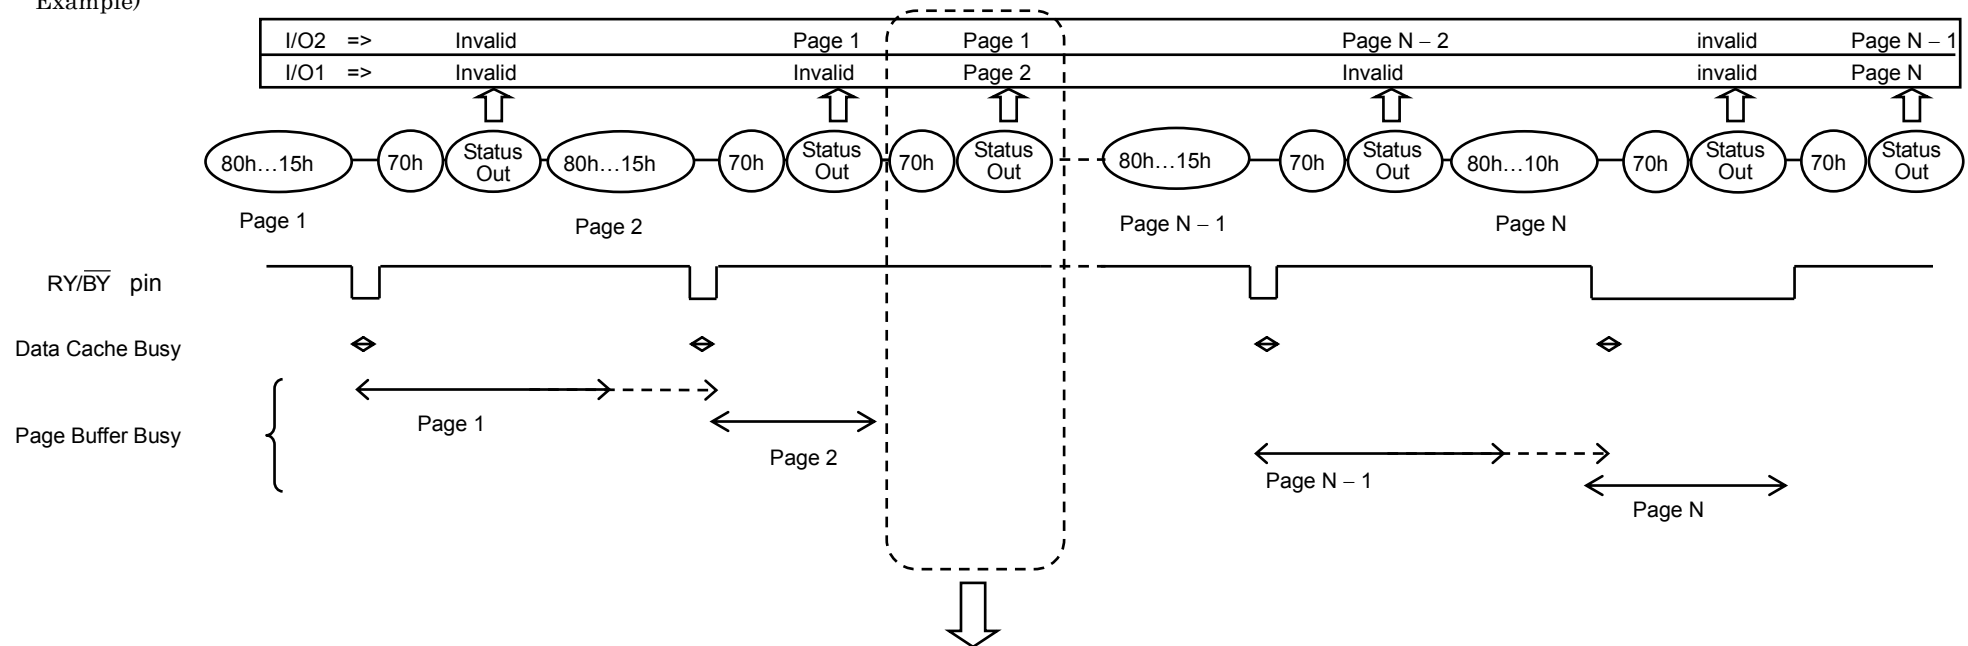 Example)
I/O2 => Invalid Page 1 Page 1 Page N – 2 invalid Page N – 1
I/O1 => Invalid Invalid Page 2 Invalid invalid Page N
80h…15h 70h Status Out 80h…15h 70h Status Out 70h Status Out 80h…15h 70h Status Out 80h…10h 70h Status Out 70h Status Out
Page 1 Page 2 Page N – 1 Page N
RY/BY pin
Data Cache Busy
Page 1
Page Buffer Busy
Page 2
Page N – 1
Page N